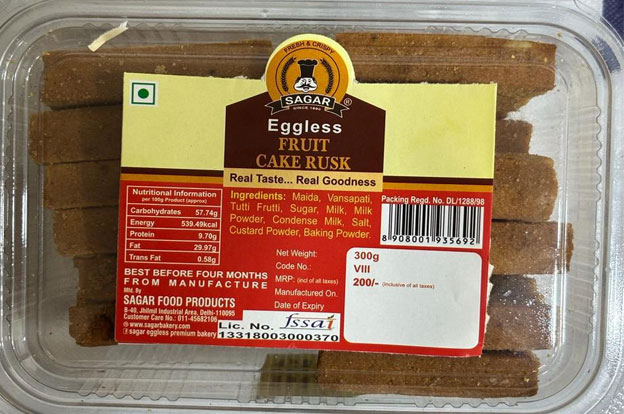 FRESH & CRISPY
SAGAR ®
SINCE 1992
Eggless
FRUIT
CAKE RUSK
Real Taste... Real Goodness
Nutritional Information
per 100g Product (approx)
Carbohydrates 57.74g
Energy 539.49kcal
Protein 9.70g
Fat 29.97g
Trans Fat 0.58g
BEST BEFORE FOUR MONTHS
FROM MANUFACTURE
Mfd. By
SAGAR FOOD PRODUCTS
B-40, Jhilmil Industrial Area, Delhi-110095
Customer Care No.: 011-45682106
www.sagarbakery.com
sagar eggless premium bakery
Ingredients: Maida, Vansapati,
Tutti Frutti, Sugar, Milk, Milk
Powder, Condense Milk, Salt,
Custard Powder, Baking Powder.
Packing Regd. No. DL/1288/98
8 908001 935692
Net Weight: 300g
Code No.: VIII
MRP: (incl of all taxes) 200/- (inclusive of all taxes)
Manufactured On.
Date of Expiry
fssai
Lic. No. 13318003000370